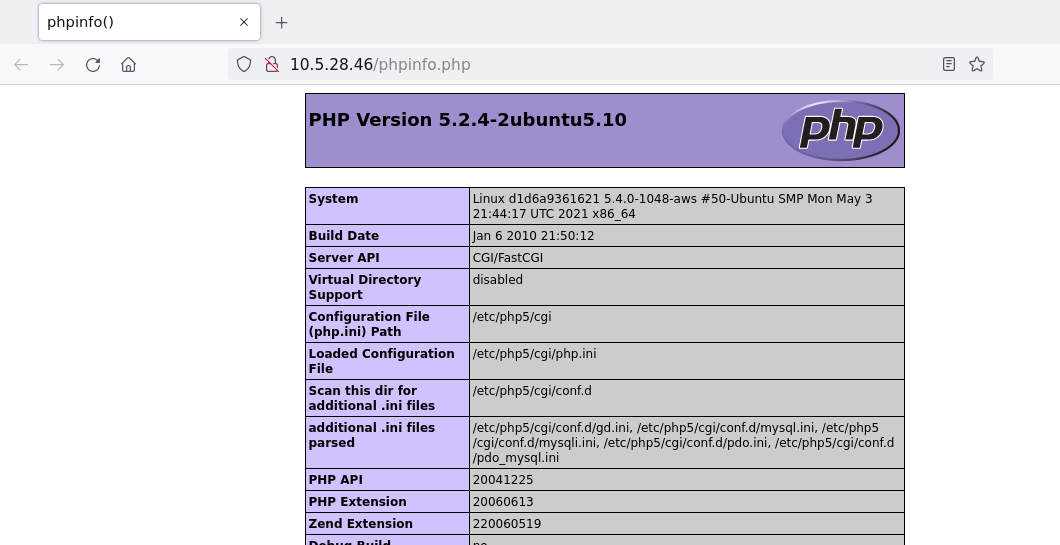 phpinfo()
10.5.28.46/phpinfo.php
PHP Version 5.2.4-2ubuntu5.10
php
System
Linux d1d6a9361621 5.4.0-1048-aws #50-Ubuntu SMP Mon May 3
21:44:17 UTC 2021 x86_64
Build Date
Jan 6 2010 21:50:12
Server API
CGI/FastCGI
Virtual Directory
Support
disabled
Configuration File
(php.ini) Path
/etc/php5/cgi
Loaded Configuration
File
/etc/php5/cgi/php.ini
Scan this dir for
additional .ini files
/etc/php5/cgi/conf.d
additional .ini files
parsed
/etc/php5/cgi/conf.d/gd.ini, /etc/php5/cgi/conf.d/mysql.ini, /etc/php5
/cgi/conf.d/mysqli.ini, /etc/php5/cgi/conf.d/pdo.ini, /etc/php5/cgi/conf.d
/pdo_mysql.ini
PHP API
20041225
PHP Extension
20060613
Zend Extension
220060519
Debug Build
no